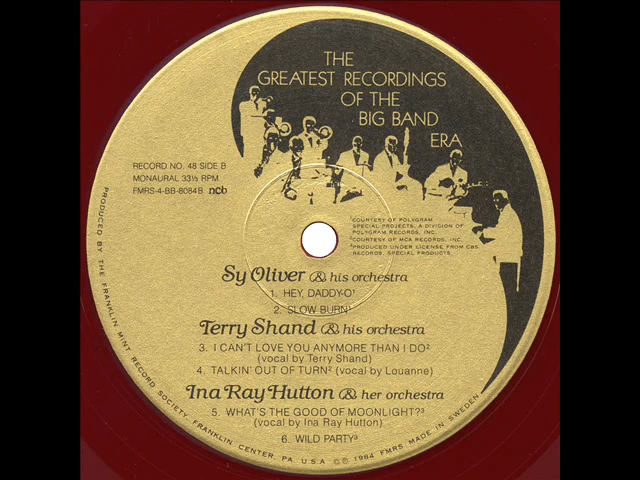 THE
GREATEST RECORDINGS
OF THE
BIG BAND
ERA
RECORD NO. 48 SIDE B
MONAURAL 33⅓ RPM
FMRS-4-BB-8084B ncb
¹COURTESY OF POLYGRAM
SPECIAL PROJECTS, A DIVISION OF
POLYGRAM RECORDS, INC.
²COURTESY OF MCA RECORDS, INC.
³PRODUCED UNDER LICENSE FROM CBS
RECORDS, SPECIAL PRODUCTS
Sy Oliver & his orchestra
1. HEY, DADDY-O¹
2. SLOW BURN¹
Terry Shand & his orchestra
3. I CAN'T LOVE YOU ANYMORE THAN I DO²
(vocal by Terry Shand)
4. TALKIN' OUT OF TURN² (vocal by Louanne)
Ina Ray Hutton & her orchestra
5. WHAT'S THE GOOD OF MOONLIGHT?³
(vocal by Ina Ray Hutton)
6. WILD PARTY³
PRODUCED BY THE FRANKLIN MINT RECORD SOCIETY, FRANKLIN CENTER, PA. U.S.A. ©℗ 1984 FMRS MADE IN SWEDEN